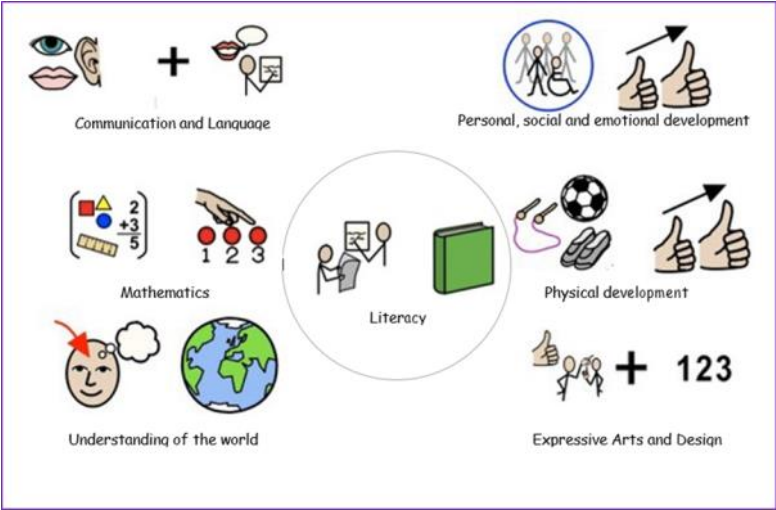 Communication and Language
Personal, social and emotional development
2
+3
5
1 2 3
Mathematics
Literacy
Physical development
Understanding of the world
+ 123
Expressive Arts and Design